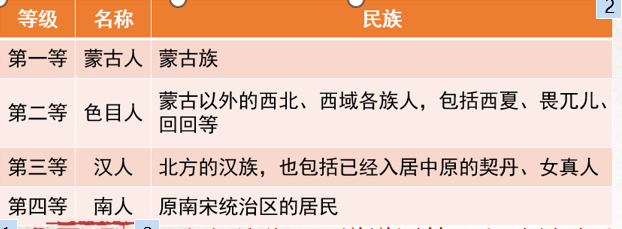 2
等级 名称 民族
第一等 蒙古人 蒙古族
第二等 色目人 蒙古以外的西北、西域各族人，包括西夏、畏兀儿、
回回等
第三等 汉人 北方的汉族，也包括已经入居中原的契丹、女真人
第四等 南人 原南宋统治区的居民